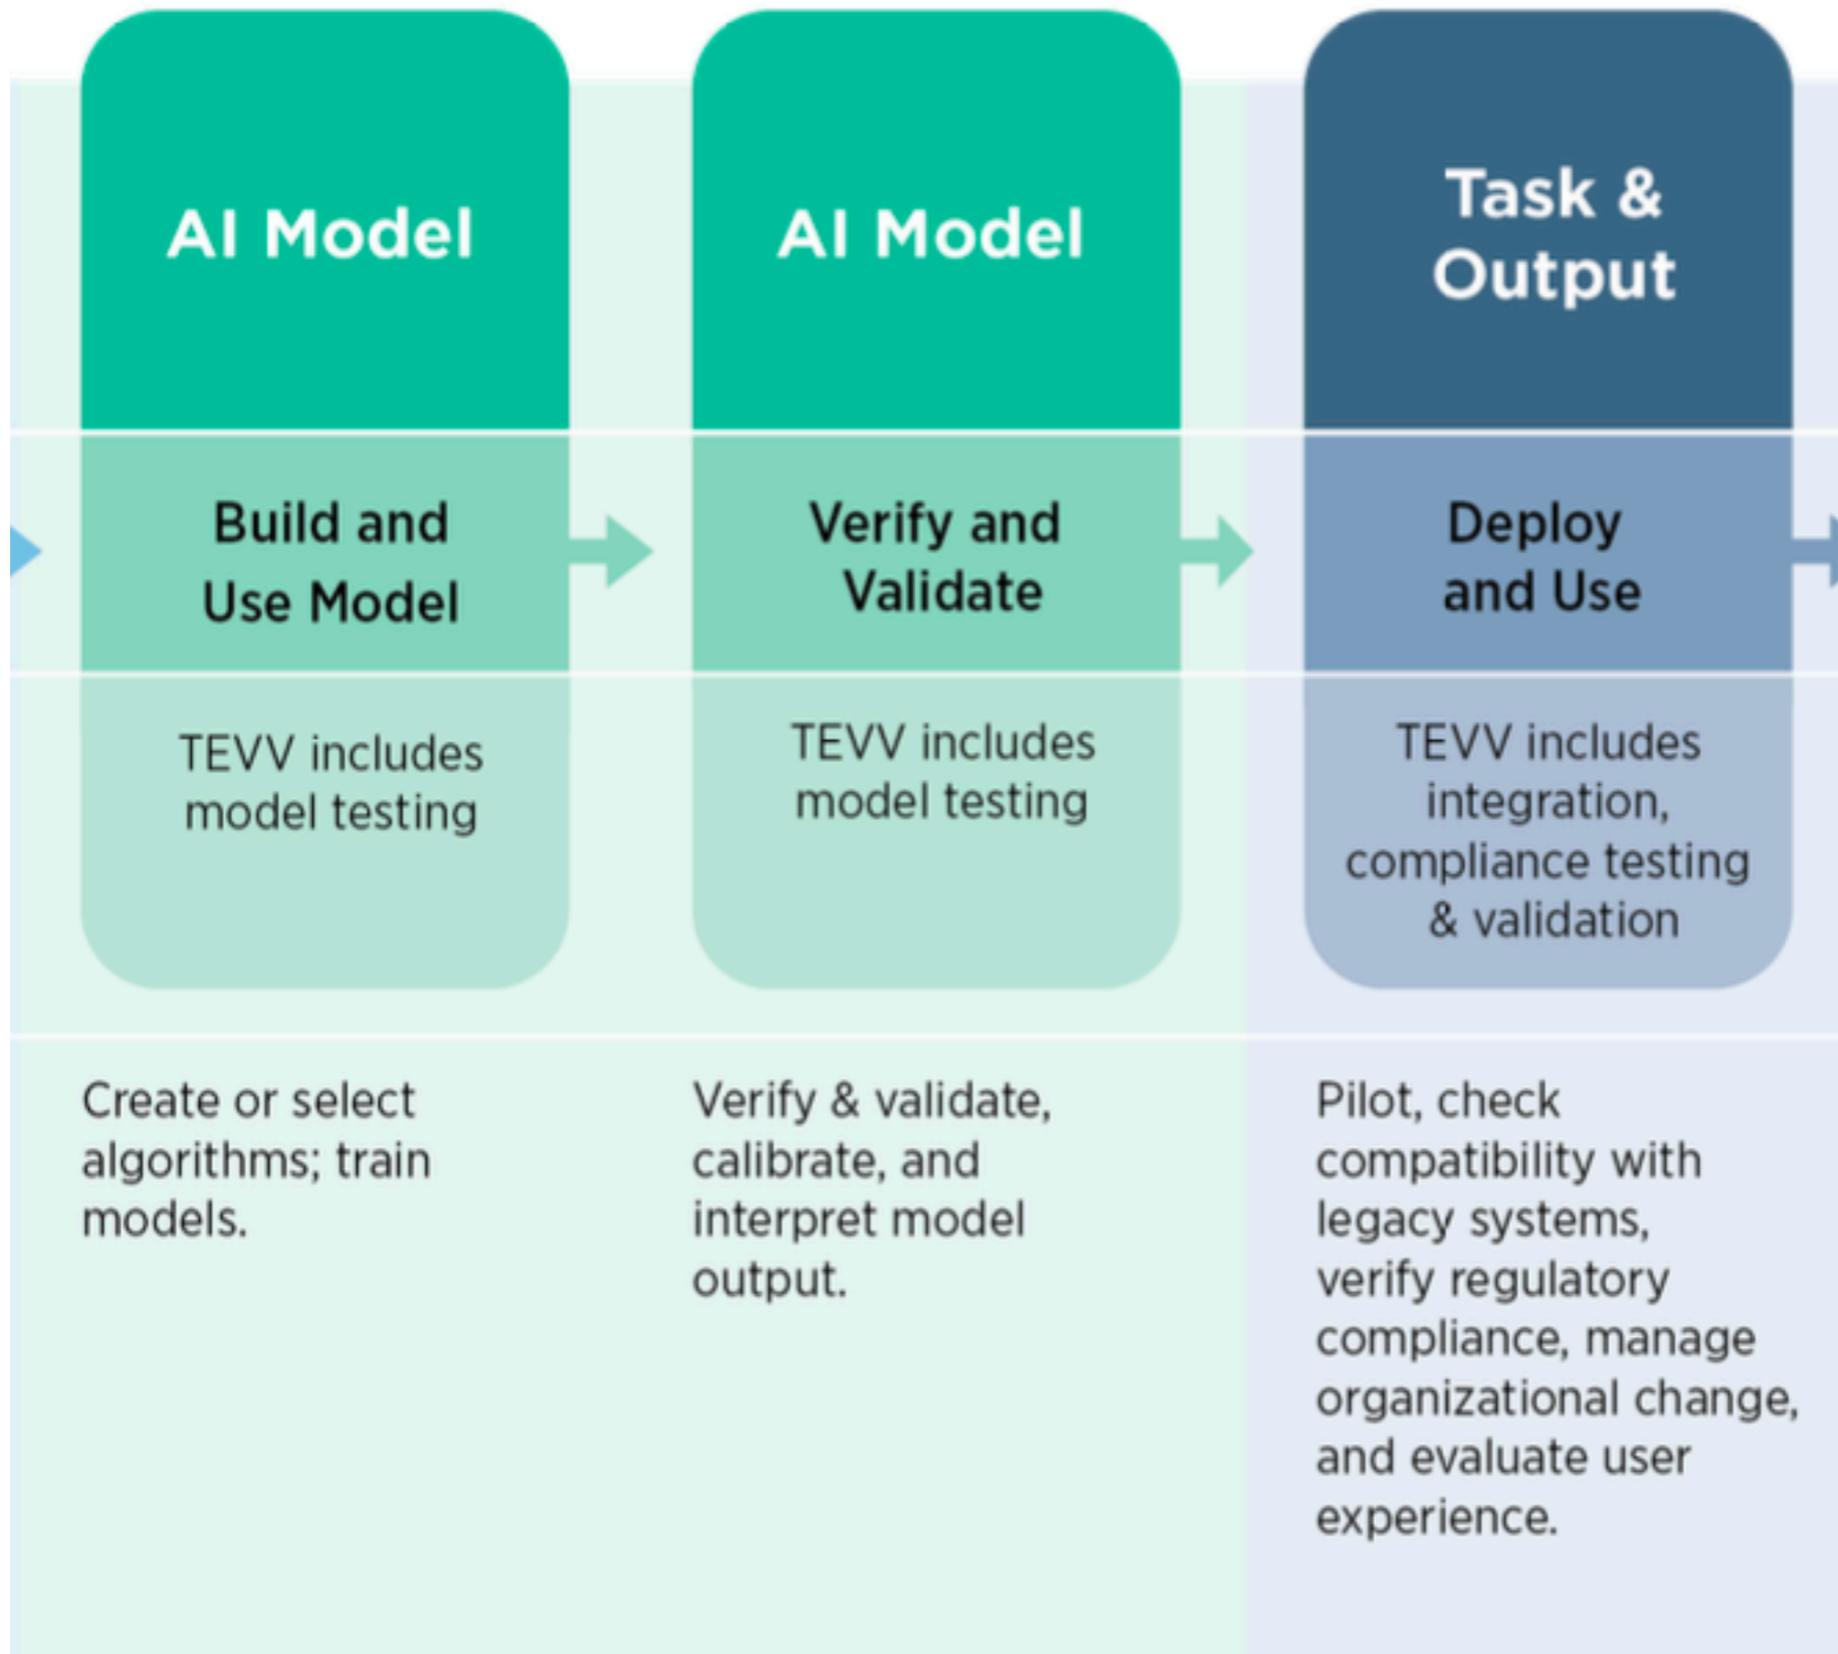 AI Model
Build and
Use Model
TEVV includes
model testing
Create or select
algorithms; train
models.
AI Model
Verify and
Validate
TEVV includes
model testing
Verify & validate,
calibrate, and
interpret model
output.
Task &
Output
Deploy
and Use
TEVV includes
integration,
compliance testing
& validation
Pilot, check
compatibility with
legacy systems,
verify regulatory
compliance, manage
organizational change,
and evaluate user
experience.